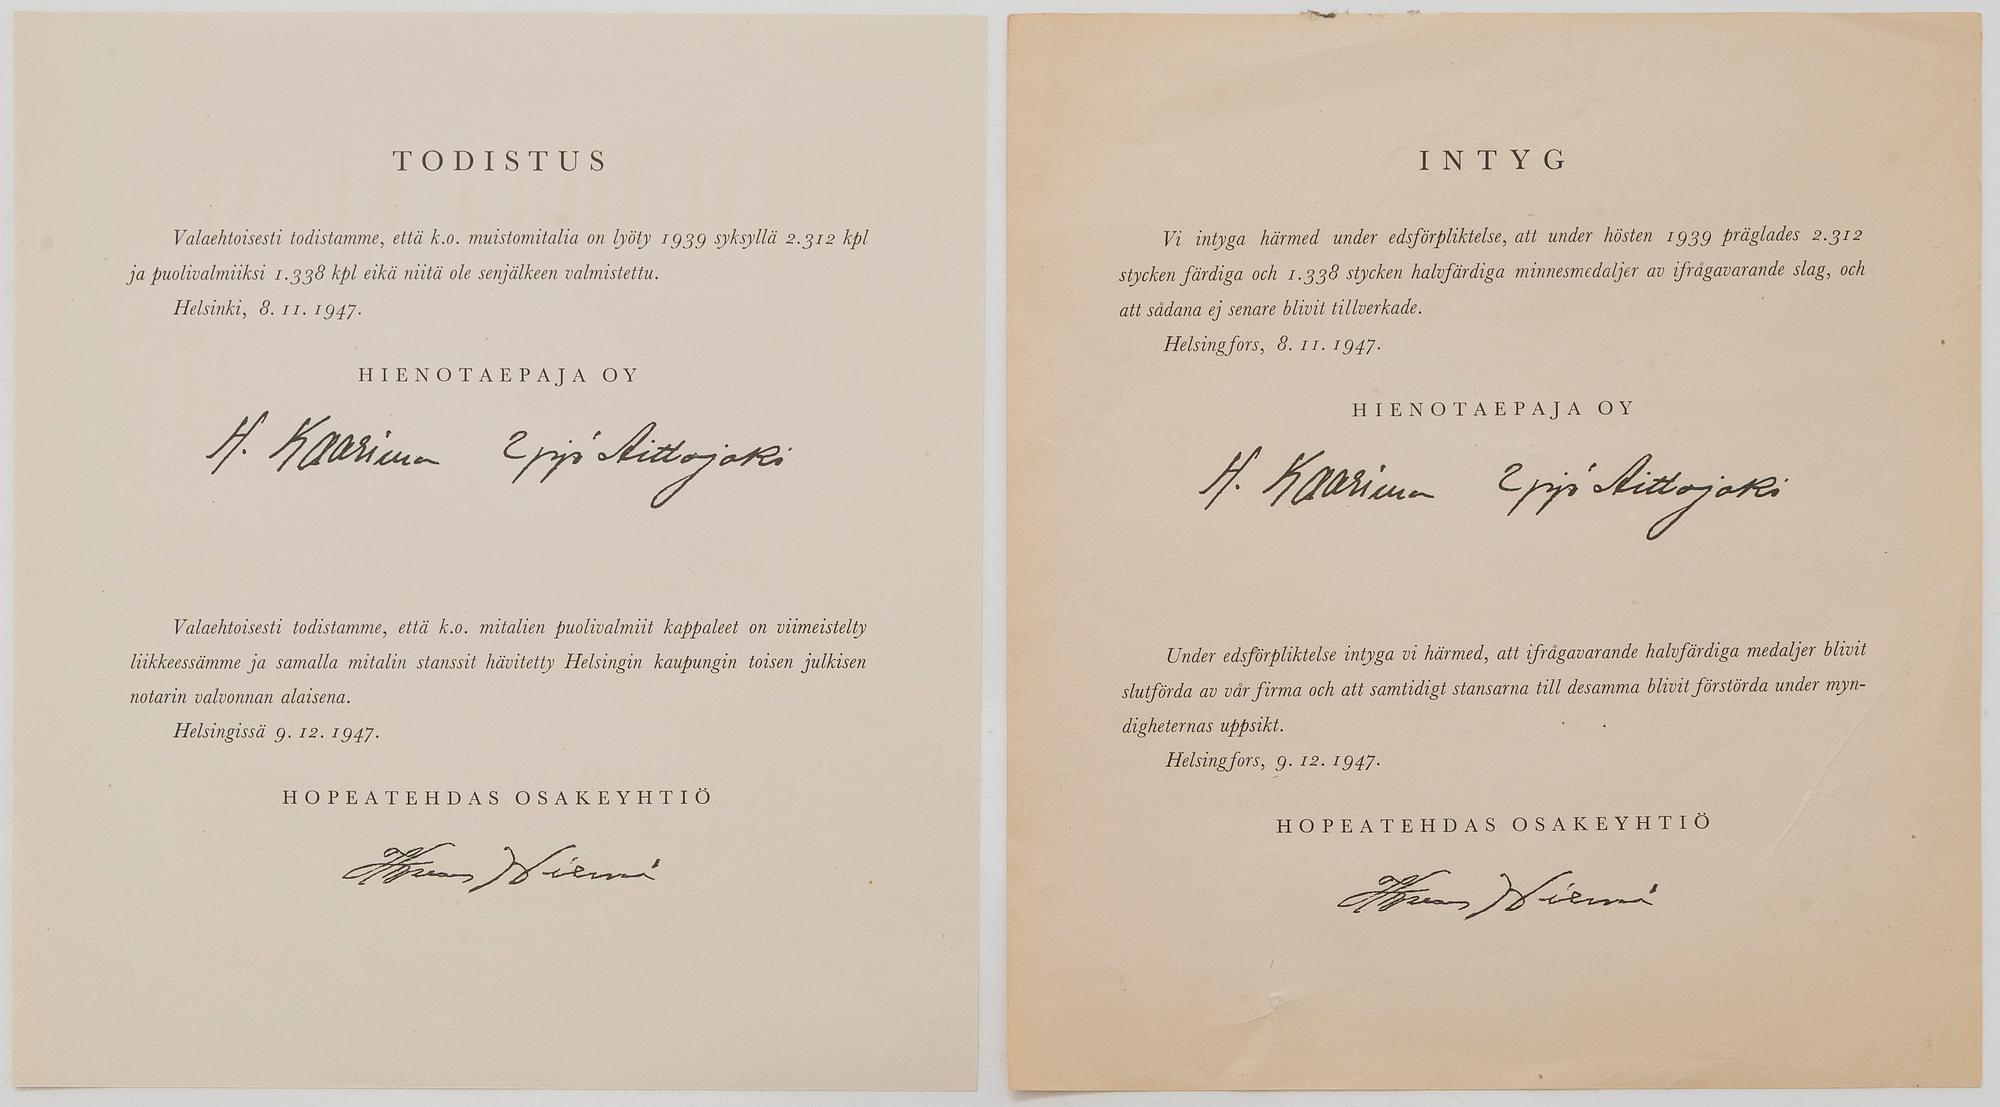 TODISTUS
Valaehtoisesti todistamme, että k.o. muistomitalia on lyöty 1939 syksyllä 2.312 kpl
ja puolivalmiiksi 1.338 kpl eikä niitä ole senjälkeen valmistettu.
Helsinki, 8. 11. 1947.
HIENOTAEPAJA OY
H. Kaarima Yrjö Aittojoki
Valaehtoisesti todistamme, että k.o. mitalien puolivalmiit kappaleet on viimeistelty
liikkeessämme ja samalla mitalin stanssit hävitetty Helsingin kaupungin toisen julkisen
notarin valvonnan alaisena.
Helsingissä 9. 12. 1947.
HOPEATEHDAS OSAKEYHTIÖ
INTYG
Vi intyga härmed under edsförpliktelse, att under hösten 1939 präglades 2.312
stycken färdiga och 1.338 stycken halvfärdiga minnesmedaljer av ifrågavarande slag, och
att sådana ej senare blivit tillverkade.
Helsingfors, 8. 11. 1947.
HIENOTAEPAJA OY
H. Kaarima Yrjö Aittojoki
Under edsförpliktelse intyga vi härmed, att ifrågavarande halvfärdiga medaljer blivit
slutförda av vår firma och att samtidigt stansarna till desamma blivit förstörda under myn-
digheternas uppsikt.
Helsingfors, 9. 12. 1947.
HOPEATEHDAS OSAKEYHTIÖ